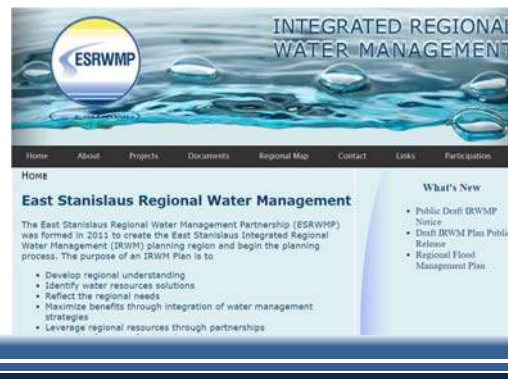 INTEGRATED REGIONAL
WATER MANAGEMENT
ESRWMP
Home About Projects Documents Regional Map Contact Links Participation
HOME
East Stanislaus Regional Water Management
The East Stanislaus Regional Water Management Partnership (ESRWMP)
was formed in 2011 to create the East Stanislaus Integrated Regional
Water Management (IRWM) planning region and begin the planning
process. The purpose of an IRWM Plan is to
• Develop regional understanding
• Identify water resources solutions
• Reflect the regional needs
• Maximize benefits through integration of water management
strategies
• Leverage regional resources through partnerships
What's New
• Public Draft IRWMP
Notice
• Draft IRWM Plan Public
Release
• Regional Flood
Management Plan